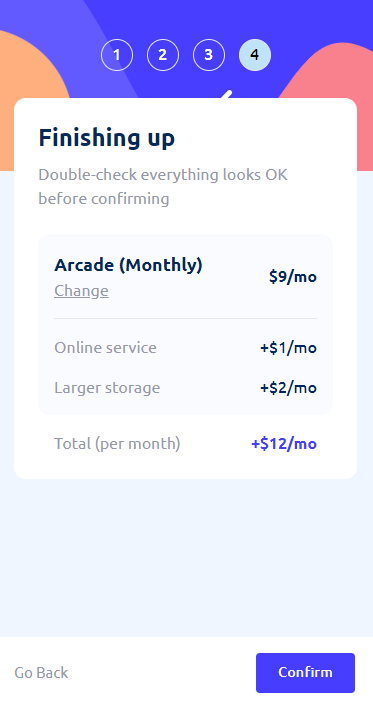 1 2 3 4
Finishing up
Double-check everything looks OK
before confirming
Arcade (Monthly) $9/mo
Change
Online service +$1/mo
Larger storage +$2/mo
Total (per month) +$12/mo
Go Back Confirm